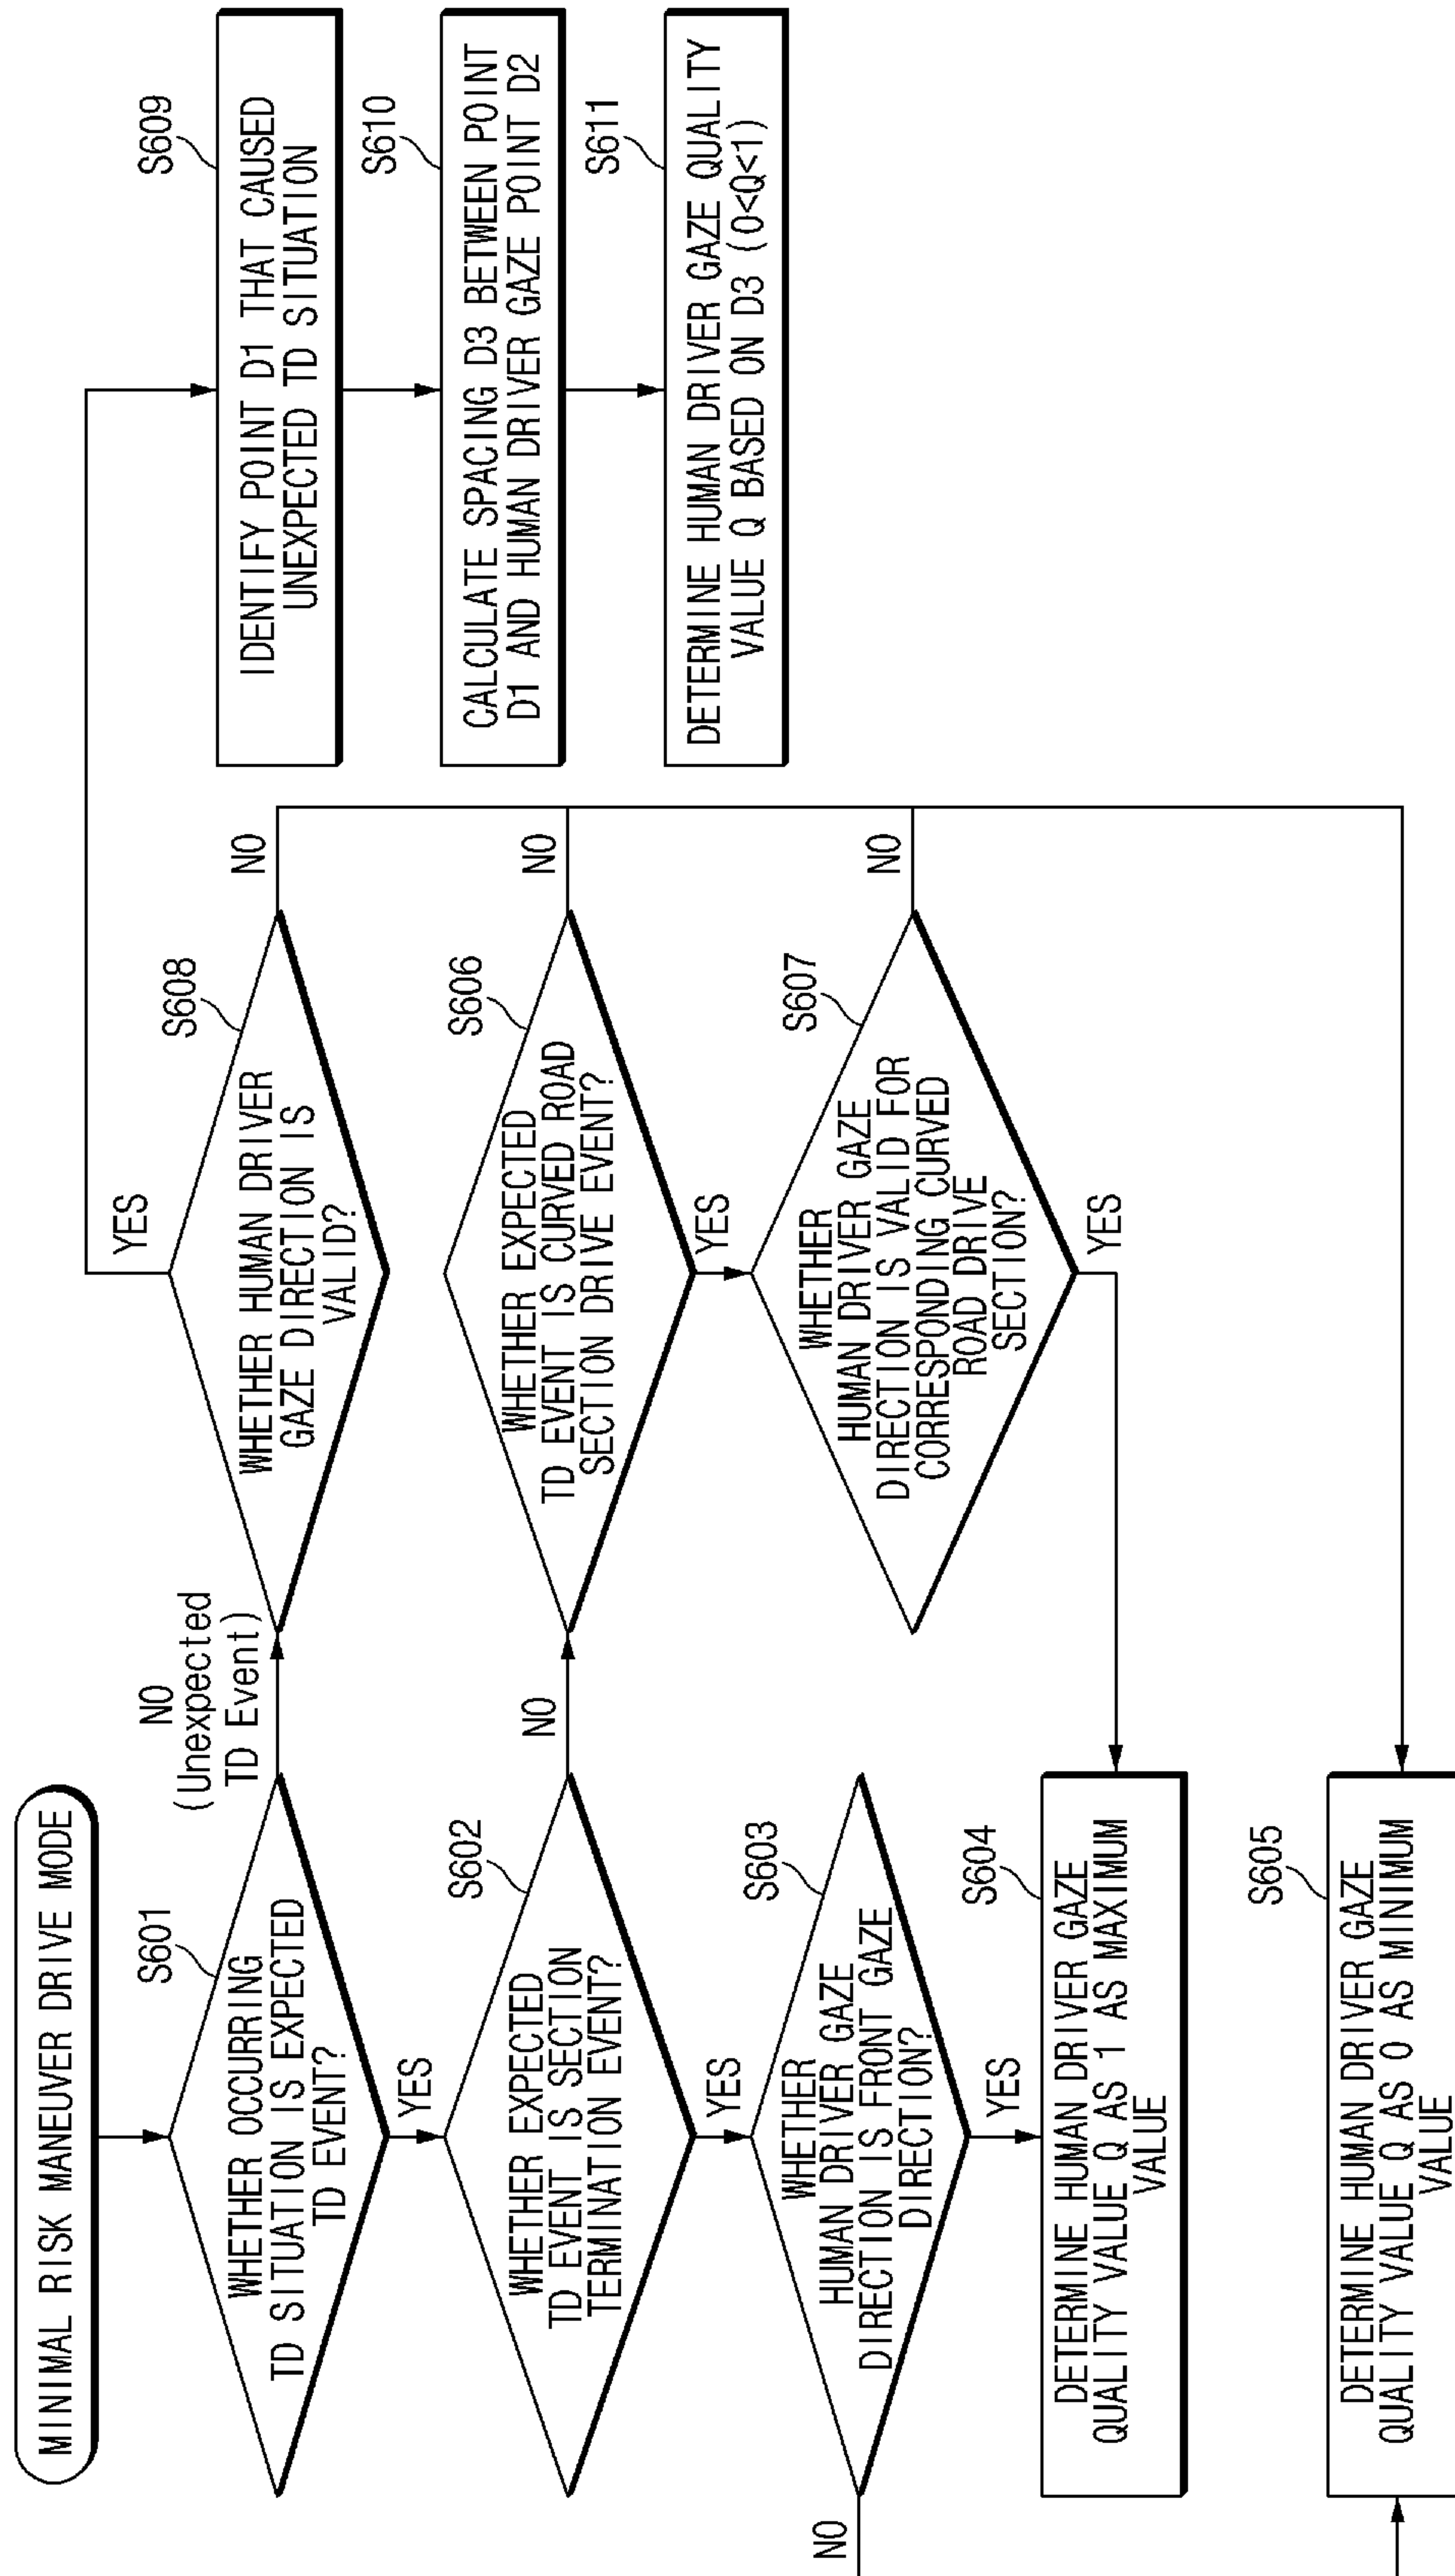 MINIMAL RISK MANEUVER DRIVE MODE
S601
WHETHER OCCURRING
TD SITUATION IS EXPECTED
TD EVENT?
NO
(Unexpected
TD Event)
YES
S602
WHETHER EXPECTED
TD EVENT IS SECTION
TERMINATION EVENT?
NO
YES
S603
WHETHER
HUMAN DRIVER GAZE
DIRECTION IS FRONT GAZE
DIRECTION?
NO
YES
S604
DETERMINE HUMAN DRIVER GAZE
QUALITY VALUE Q AS 1 AS MAXIMUM
VALUE
S605
DETERMINE HUMAN DRIVER GAZE
QUALITY VALUE Q AS 0 AS MINIMUM
VALUE
S608
WHETHER HUMAN DRIVER
GAZE DIRECTION IS
VALID?
YES
NO
S606
WHETHER EXPECTED
TD EVENT IS CURVED ROAD
SECTION DRIVE EVENT?
NO
YES
S607
WHETHER
HUMAN DRIVER GAZE
DIRECTION IS VALID FOR
CORRESPONDING CURVED
ROAD DRIVE
SECTION?
NO
YES
S609
IDENTIFY POINT D1 THAT CAUSED
UNEXPECTED TD SITUATION
S610
CALCULATE SPACING D3 BETWEEN POINT
D1 AND HUMAN DRIVER GAZE POINT D2
S611
DETERMINE HUMAN DRIVER GAZE QUALITY
VALUE Q BASED ON D3 (0<Q<1)